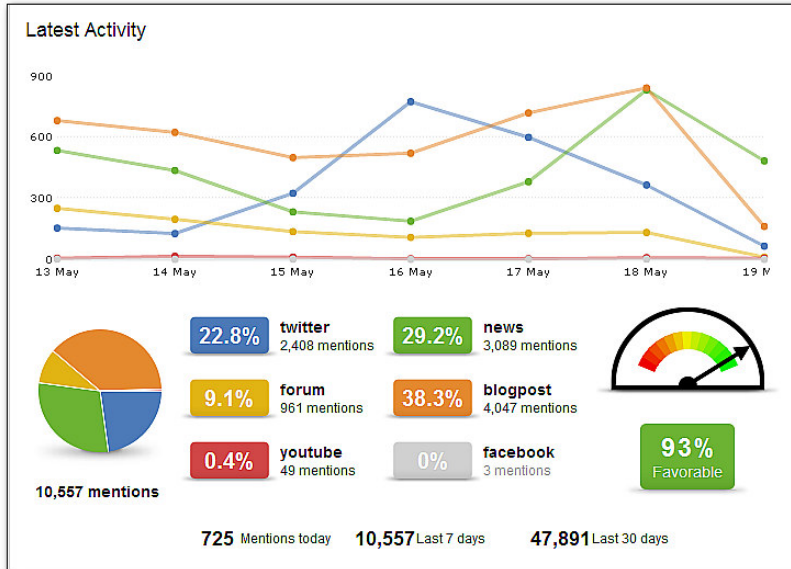 Latest Activity
900
600
300
0
13 May 14 May 15 May 16 May 17 May 18 May 19 M
22.8% twitter 2,408 mentions
29.2% news 3,089 mentions
9.1% forum 961 mentions
38.3% blogpost 4,047 mentions
0.4% youtube 49 mentions
0% facebook 3 mentions
10,557 mentions
93%
Favorable
725 Mentions today 10,557 Last 7 days 47,891 Last 30 days